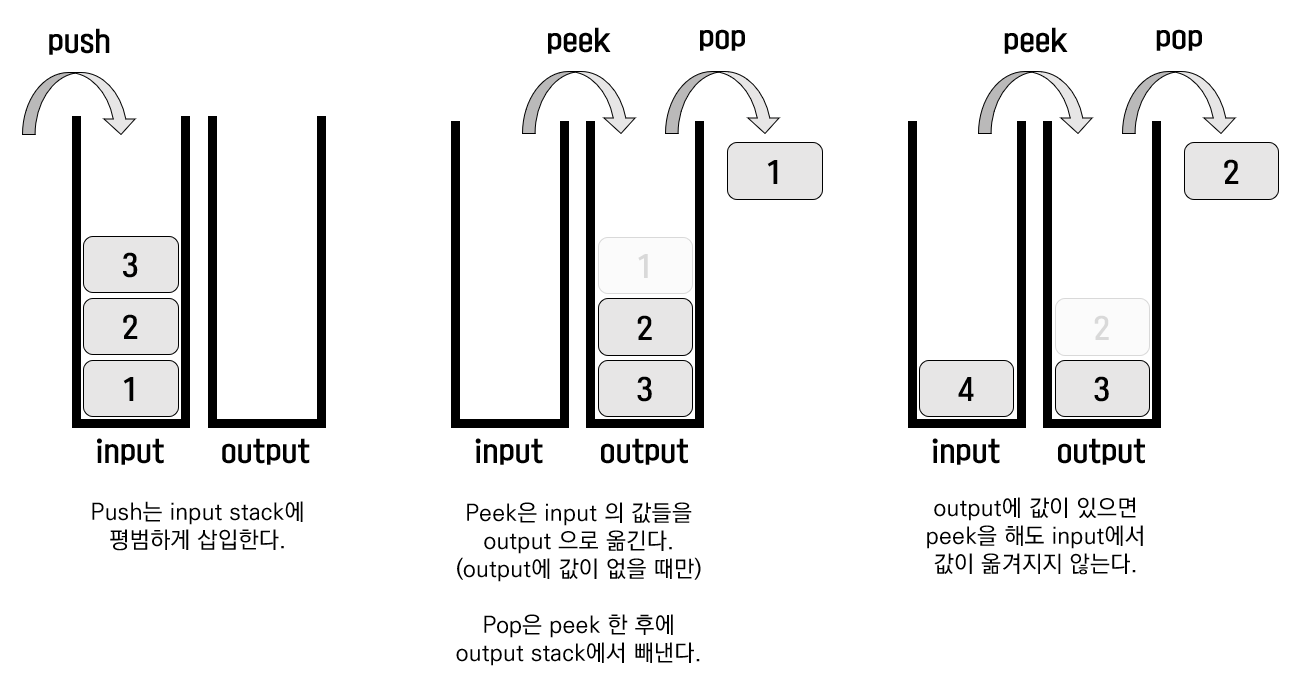 push
3
2
1
input
output
Push는 input stack에
평범하게 삽입한다.
peek
pop
1
1
2
3
input
output
Peek은 input 의 값들을
output 으로 옮긴다.
(output에 값이 없을 때만)
Pop은 peek 한 후에
output stack에서 빼낸다.
peek
pop
2
2
4
3
input
output
output에 값이 있으면
peek을 해도 input에서
값이 옮겨지지 않는다.